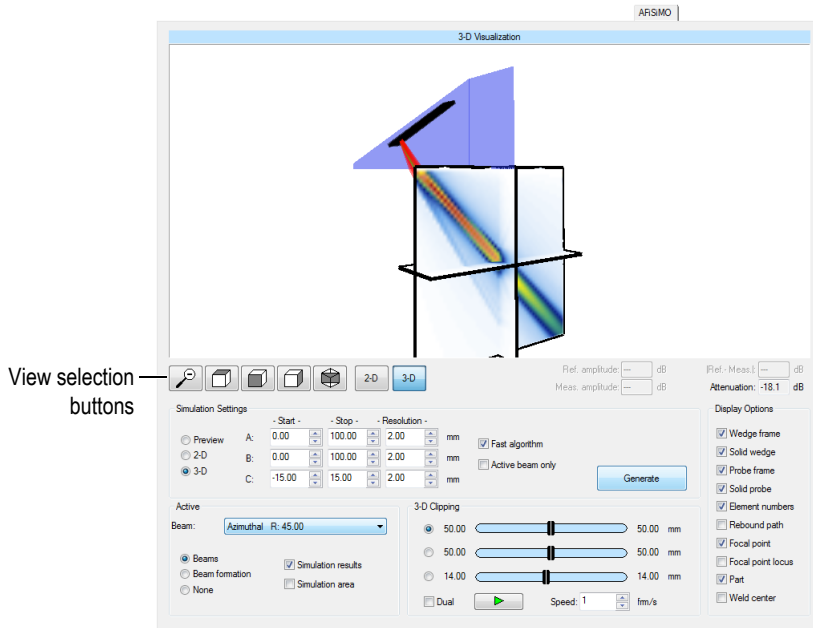 AFiSiMO
3-D Visualization
View selection
buttons
2-D
3-D
Ref. amplitude: --- dB
|Ref.- Meas.|: --- dB
Meas. amplitude: --- dB
Attenuation: -18.1 dB
Simulation Settings
- Start - - Stop - - Resolution -
Preview
2-D
3-D
A: 0.00 100.00 2.00 mm
B: 0.00 100.00 2.00 mm
C: -15.00 15.00 2.00 mm
Fast algorithm
Active beam only
Generate
Active
Beam: Azimuthal R: 45.00
Beams
Beam formation
None
Simulation results
Simulation area
3-D Clipping
50.00 50.00 mm
50.00 50.00 mm
14.00 14.00 mm
Dual
Speed: 1 frm/s
Display Options
Wedge frame
Solid wedge
Probe frame
Solid probe
Element numbers
Rebound path
Focal point
Focal point locus
Part
Weld center